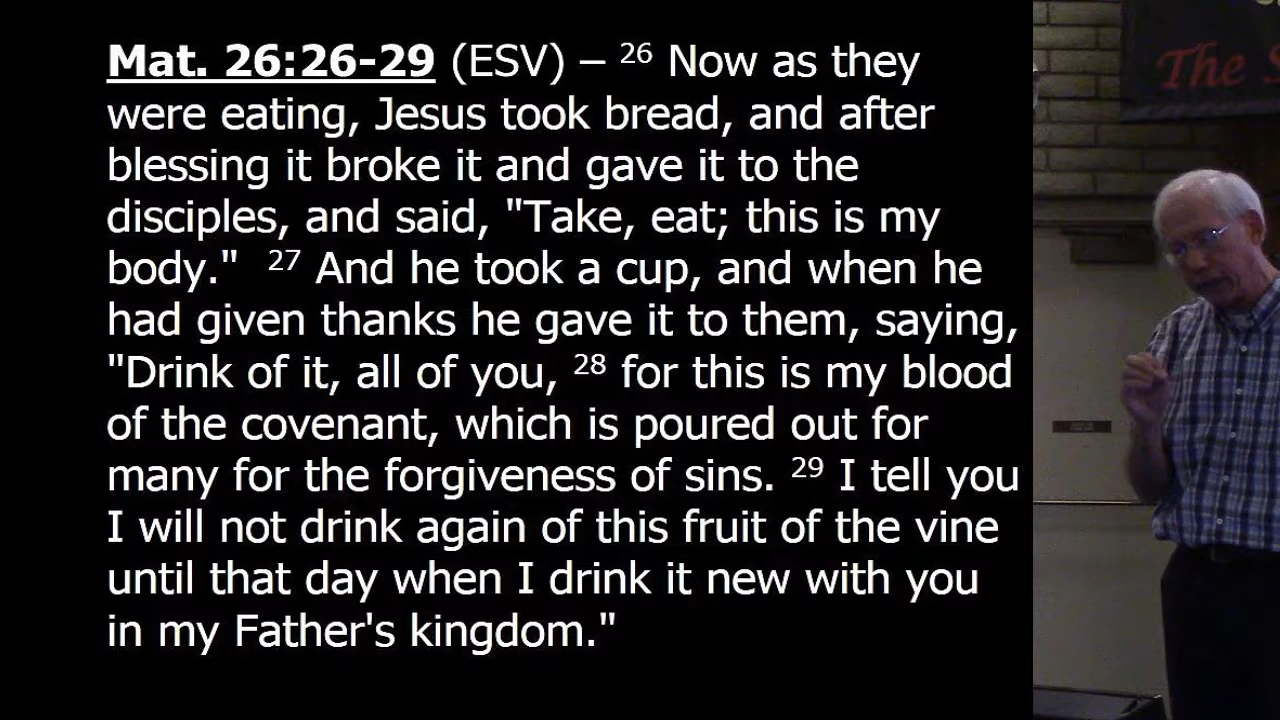 Mat. 26:26-29 (ESV) – 26 Now as they
were eating, Jesus took bread, and after
blessing it broke it and gave it to the
disciples, and said, "Take, eat; this is my
body."  27 And he took a cup, and when he
had given thanks he gave it to them, saying,
"Drink of it, all of you, 28 for this is my blood
of the covenant, which is poured out for
many for the forgiveness of sins. 29 I tell you
I will not drink again of this fruit of the vine
until that day when I drink it new with you
in my Father's kingdom."
The